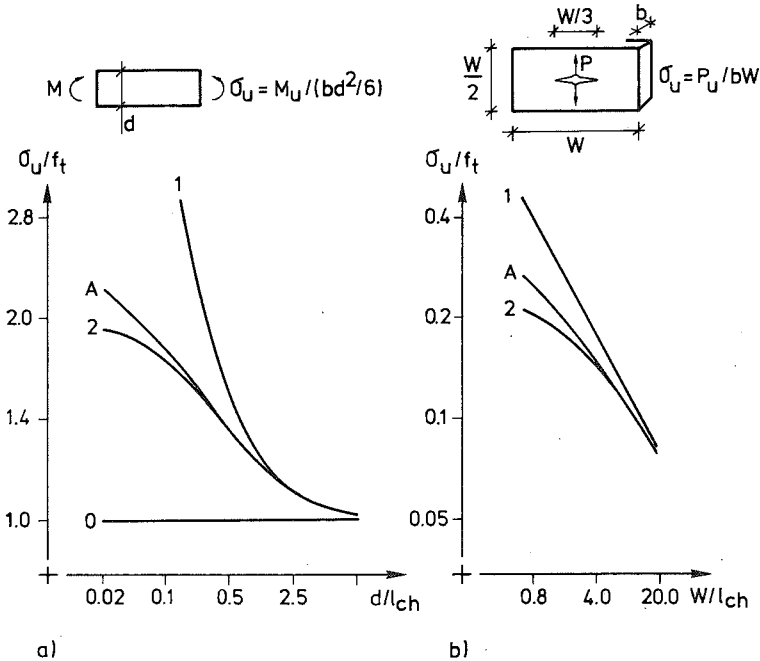 W/3
b
M
σu = Mu/(bd²/6)
d
W/2
P
σu = Pu/bW
W
σu/ft
1
2.8
A
2.0
2
1.4
1.0
0
0.02
0.1
0.5
2.5
d/lch
a)
σu/ft
1
0.4
A
0.2
2
0.1
0.05
0.8
4.0
20.0
W/lch
b)